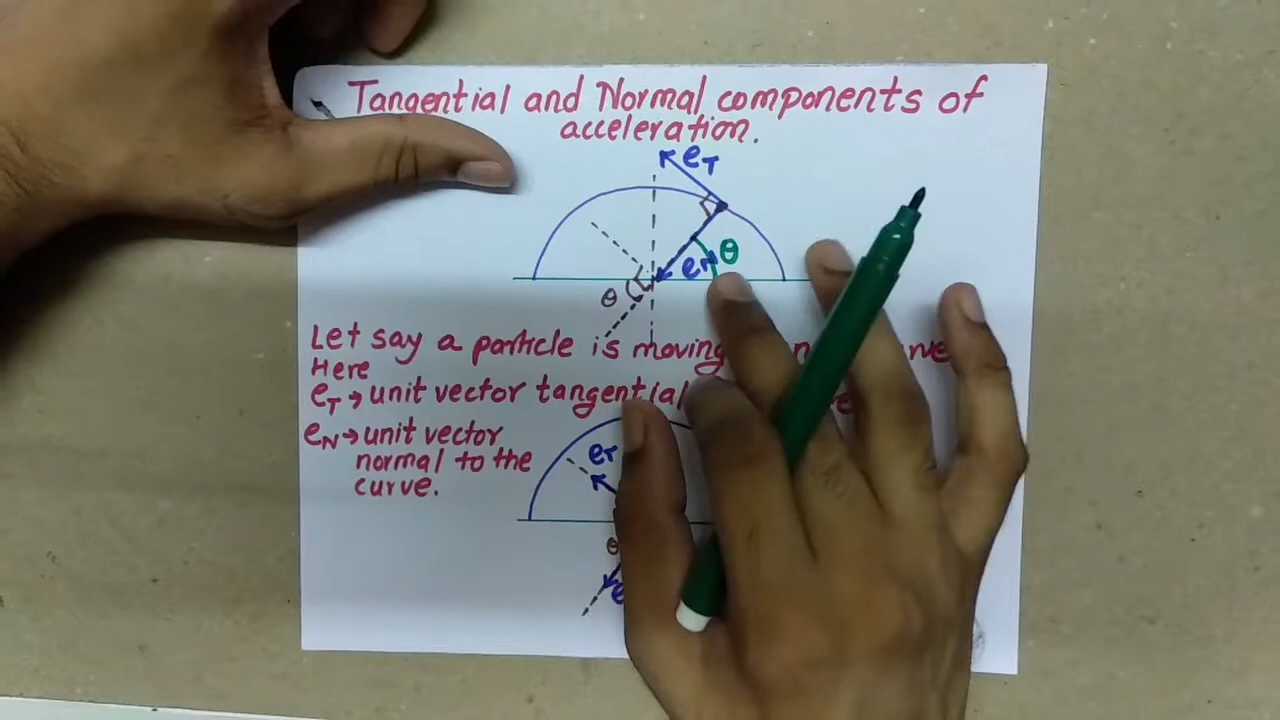 Tangential and Normal components of
acceleration.
eT
eN θ
θ
Let say a particle is moving
Here
eT → unit vector tangential
eN → unit vector
normal to the
curve.
eT
θ